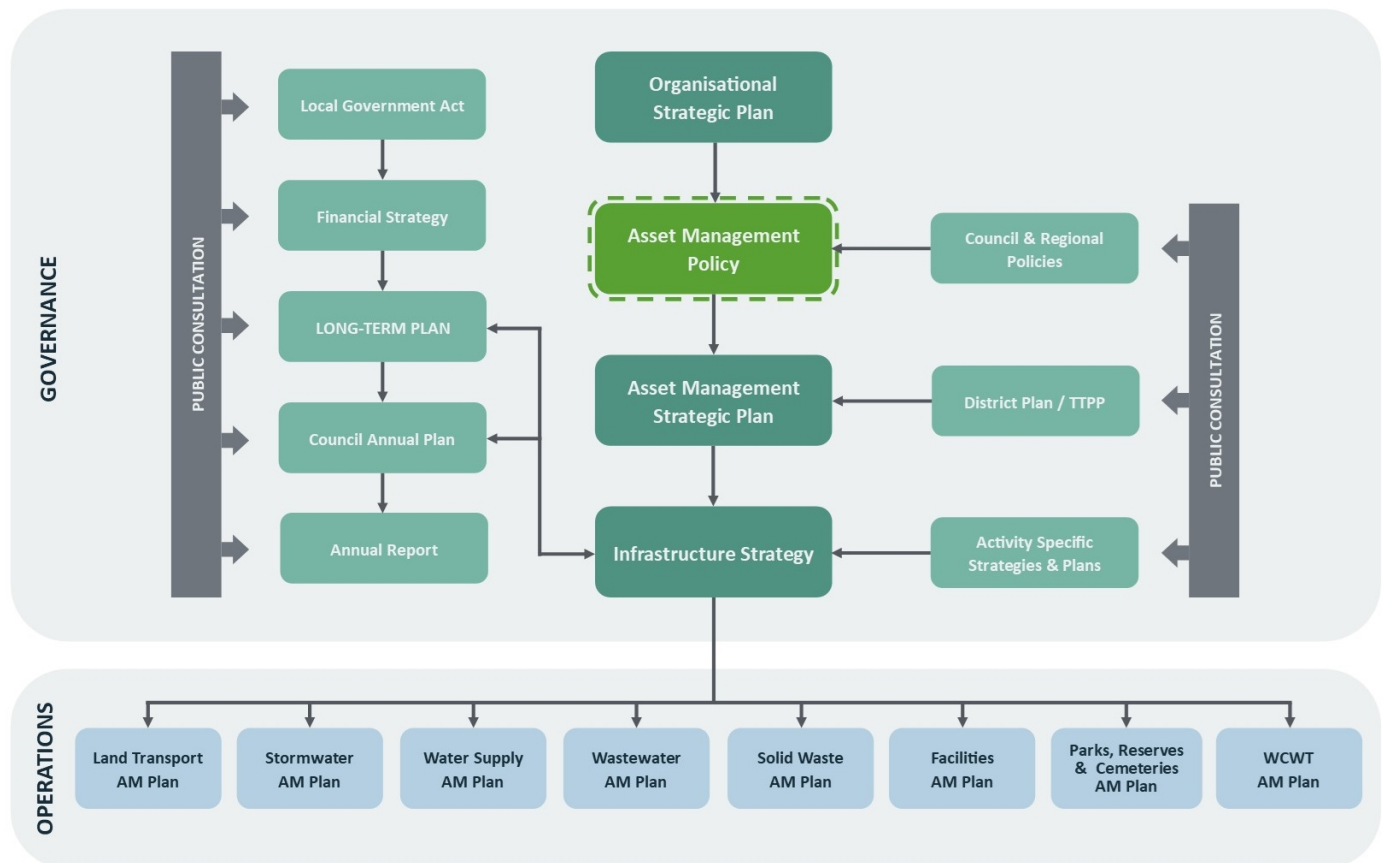 GOVERNANCE
PUBLIC CONSULTATION
Local Government Act
Financial Strategy
LONG-TERM PLAN
Council Annual Plan
Annual Report
Organisational
Strategic Plan
Asset Management
Policy
Asset Management
Strategic Plan
Infrastructure Strategy
Council & Regional
Policies
District Plan / TTPP
Activity Specific
Strategies & Plans
PUBLIC CONSULTATION
OPERATIONS
Land Transport
AM Plan
Stormwater
AM Plan
Water Supply
AM Plan
Wastewater
AM Plan
Solid Waste
AM Plan
Facilities
AM Plan
Parks, Reserves
& Cemeteries
AM Plan
WCWT
AM Plan